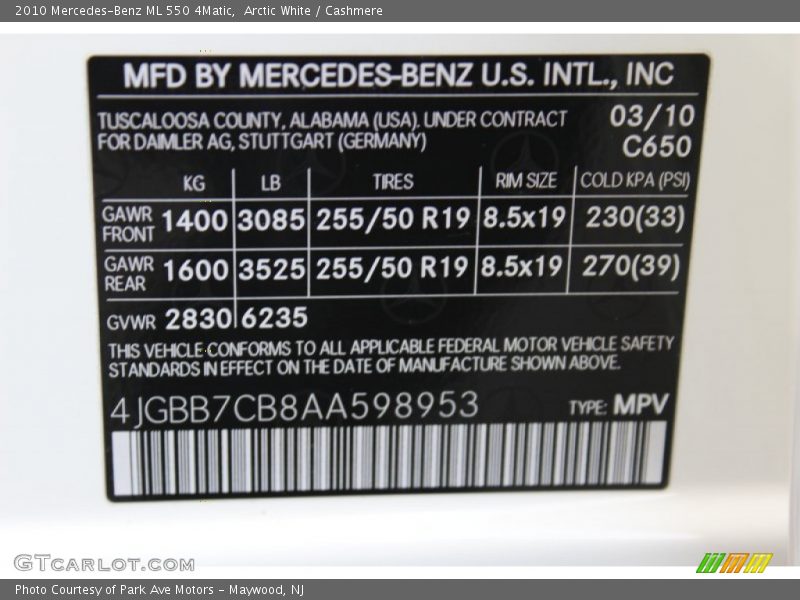 2010 Mercedes-Benz ML 550 4Matic,  Arctic White / Cashmere
MFD BY MERCEDES-BENZ U.S. INTL., INC
TUSCALOOSA COUNTY, ALABAMA (USA), UNDER CONTRACT 03/10
FOR DAIMLER AG, STUTTGART (GERMANY) C650
KG LB TIRES RIM SIZE COLD KPA (PSI)
GAWR FRONT 1400 3085 255/50 R19 8.5x19 230(33)
GAWR REAR 1600 3525 255/50 R19 8.5x19 270(39)
GVWR 2830 6235
THIS VEHICLE CONFORMS TO ALL APPLICABLE FEDERAL MOTOR VEHICLE SAFETY
STANDARDS IN EFFECT ON THE DATE OF MANUFACTURE SHOWN ABOVE.
4JGBB7CB8AA598953 TYPE: MPV
GTCARLOT.COM
Photo Courtesy of Park Ave Motors - Maywood, NJ